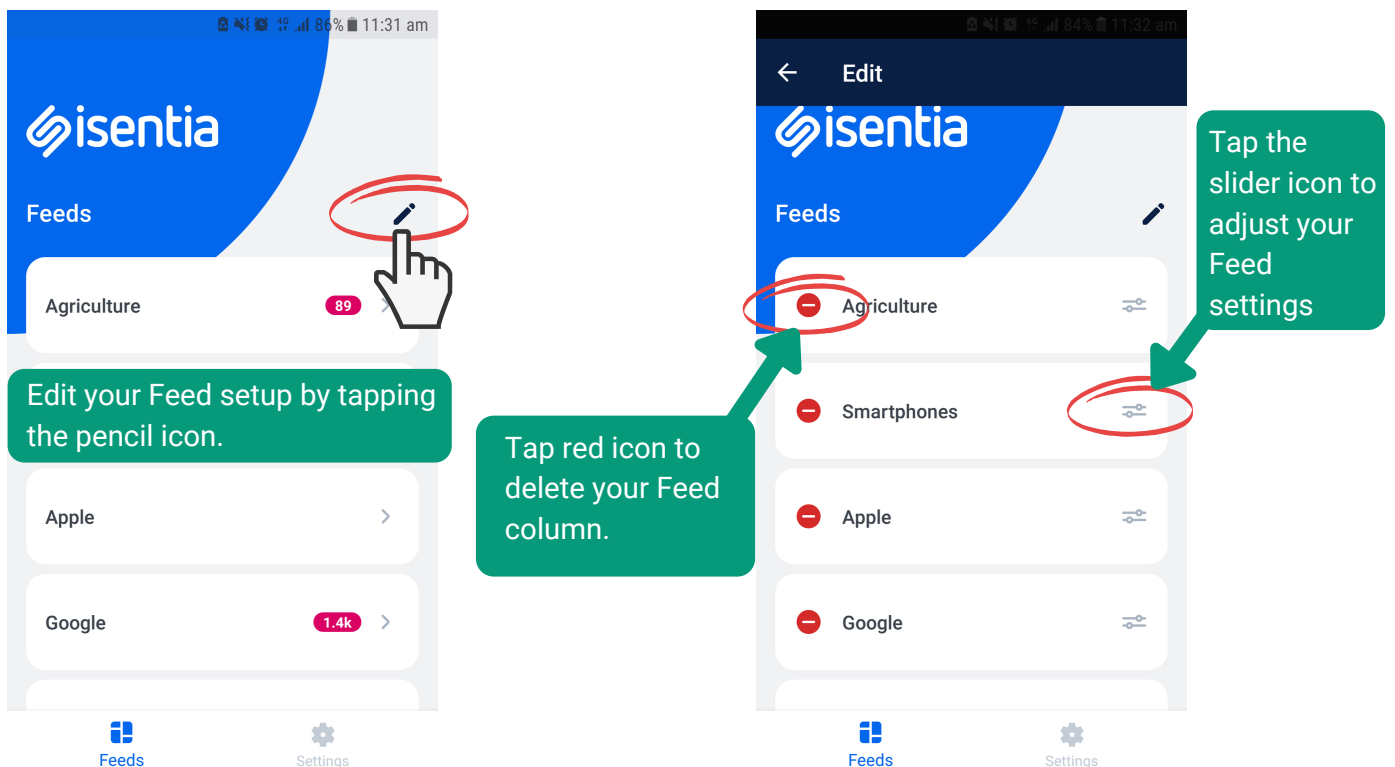 86% 11:31 am
isentia
Feeds
Agriculture
89
Edit your Feed setup by tapping
the pencil icon.
Apple
Google
1.4k
Feeds
Settings
Tap red icon to
delete your Feed
column.
84% 11:32 am
Edit
isentia
Feeds
Agriculture
Smartphones
Apple
Google
Feeds
Settings
Tap the
slider icon to
adjust your
Feed
settings